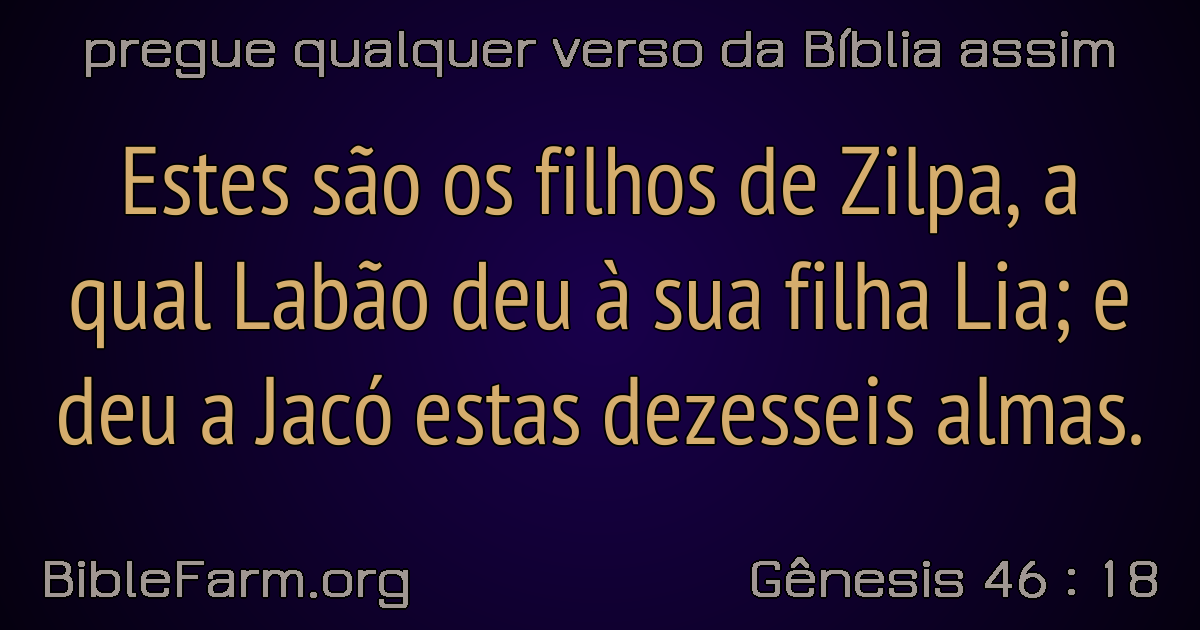 pregue qualquer verso da Bíblia assim
Estes são os filhos de Zilpa, a
qual Labão deu à sua filha Lia; e
deu a Jacó estas dezesseis almas.
BibleFarm.org
Gênesis 46 : 18